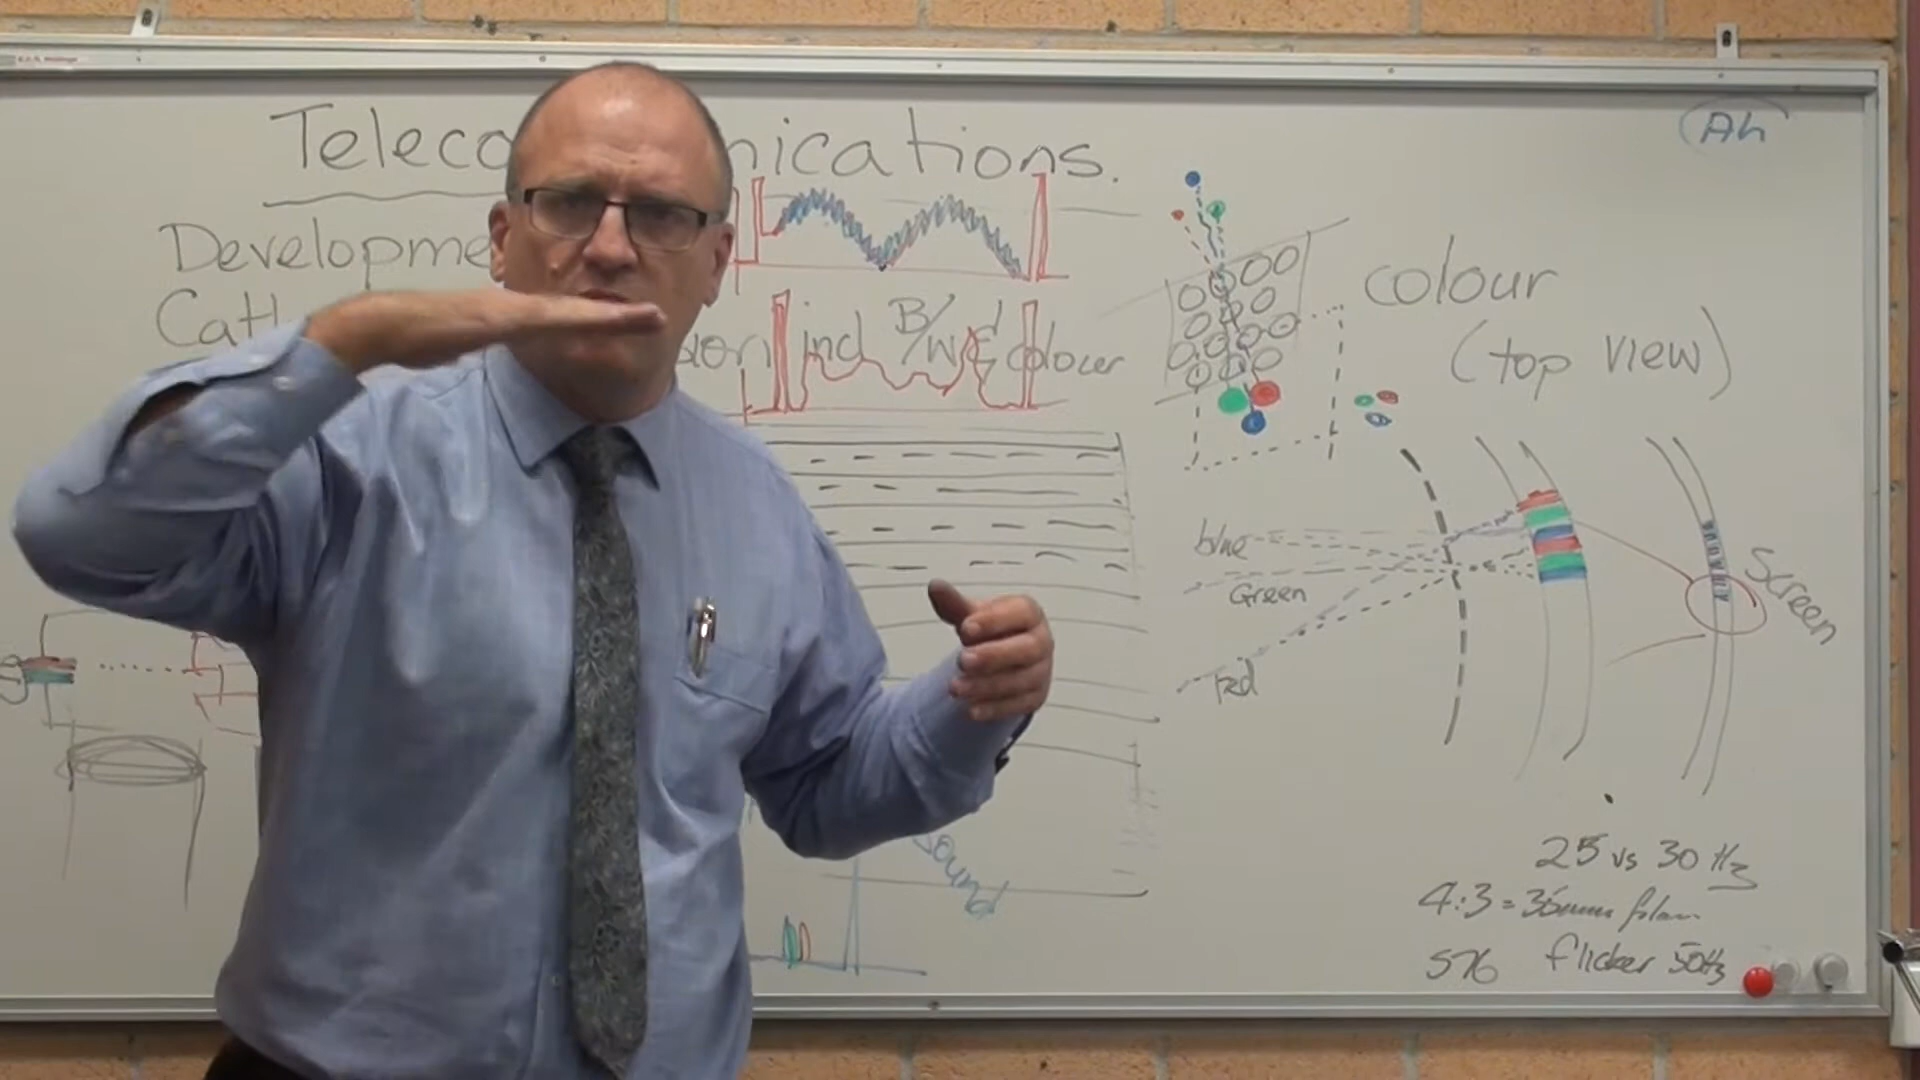 Teleco nications.
Ah
Developme
Cat
sion incl B/W & colour
colour
(top view)
blue
Green
red
Screen
sound
25 vs 30 Hz
4:3 = 35mm film
576 flicker 50Hz